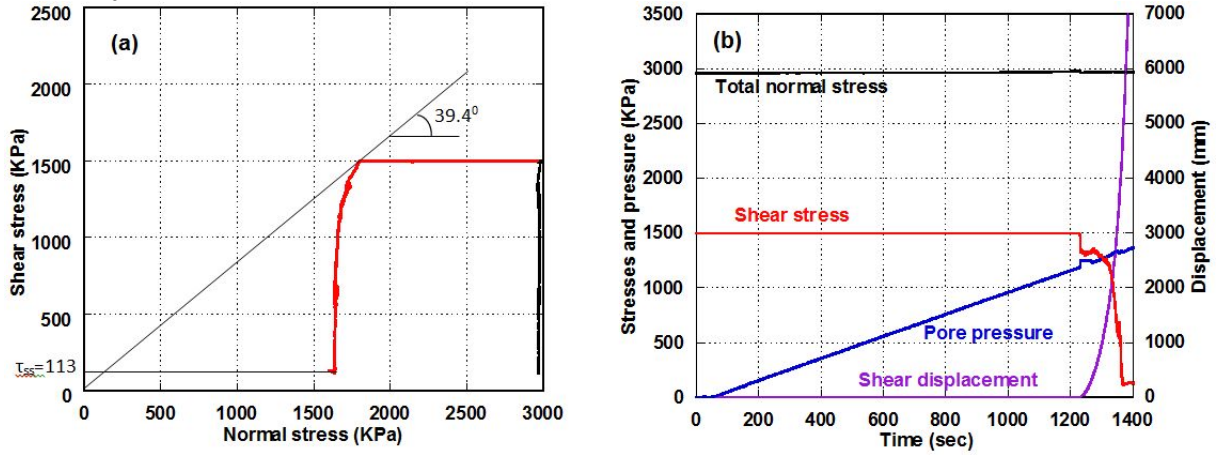 (a)
Shear stress (KPa)
2500
2000
1500
1000
500
0
39.4⁰
τss=113
0 500 1000 1500 2000 2500 3000
Normal stress (KPa)
(b)
Stresses and pressure (KPa)
3500
3000
2500
2000
1500
1000
500
0
Total normal stress
Shear stress
Pore pressure
Shear displacement
0 200 400 600 800 1000 1200 1400
Time (sec)
7000
6000
5000
4000
3000
2000
1000
0
Displacement (mm)